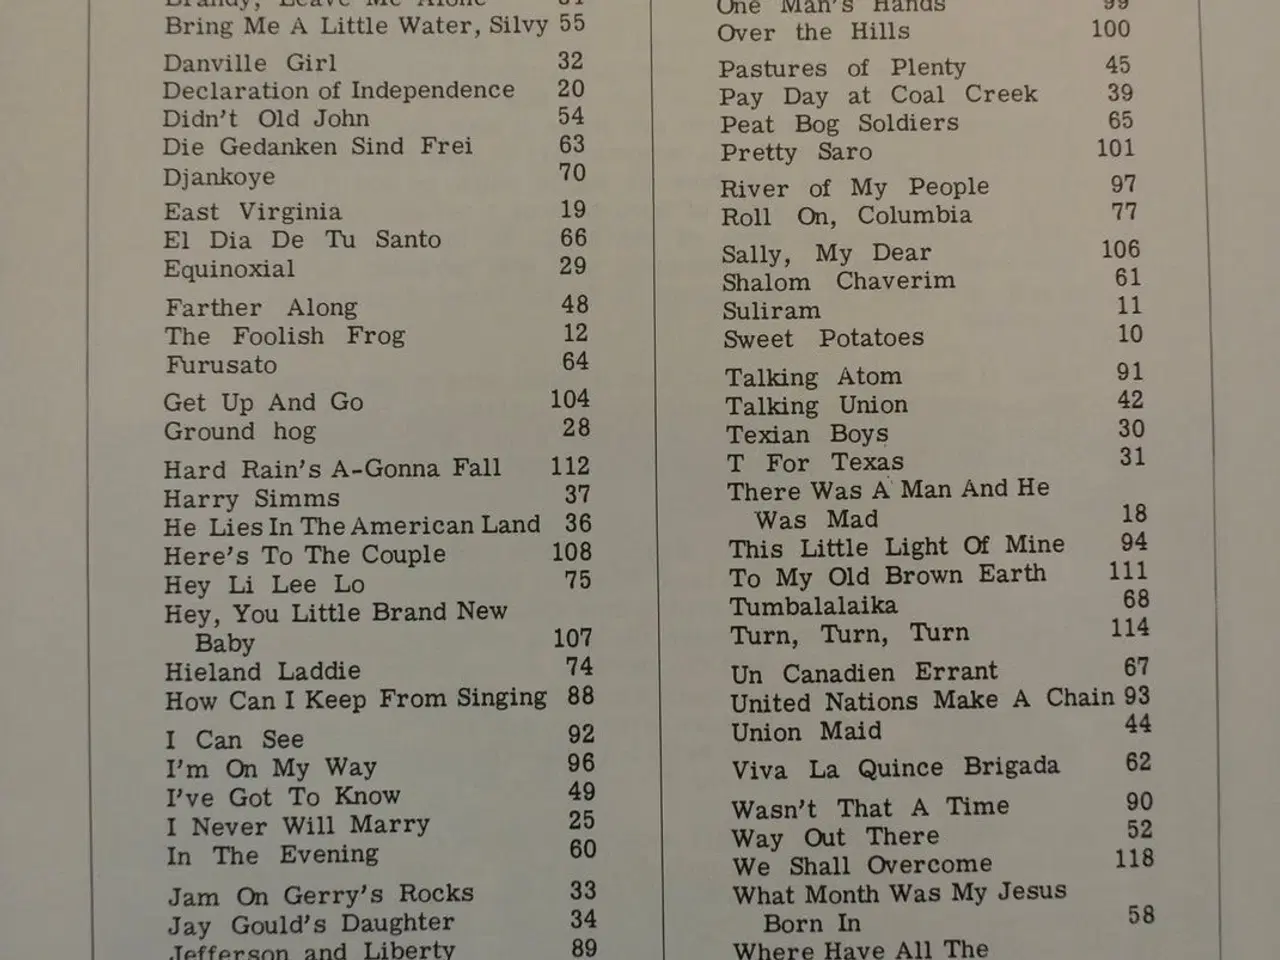 Brandy, Leave Me Alone 51
Bring Me A Little Water, Silvy 55
Danville Girl 32
Declaration of Independence 20
Didn't Old John 54
Die Gedanken Sind Frei 63
Djankoye 70
East Virginia 19
El Dia De Tu Santo 66
Equinoxial 29
Farther Along 48
The Foolish Frog 12
Furusato 64
Get Up And Go 104
Ground hog 28
Hard Rain's A-Gonna Fall 112
Harry Simms 37
He Lies In The American Land 36
Here's To The Couple 108
Hey Li Lee Lo 75
Hey, You Little Brand New
Baby 107
Hieland Laddie 74
How Can I Keep From Singing 88
I Can See 92
I'm On My Way 96
I've Got To Know 49
I Never Will Marry 25
In The Evening 60
Jam On Gerry's Rocks 33
Jay Gould's Daughter 34
Jefferson and Liberty 89
One Man's Hands 99
Over the Hills 100
Pastures of Plenty 45
Pay Day at Coal Creek 39
Peat Bog Soldiers 65
Pretty Saro 101
River of My People 97
Roll On, Columbia 77
Sally, My Dear 106
Shalom Chaverim 61
Suliram 11
Sweet Potatoes 10
Talking Atom 91
Talking Union 42
Texian Boys 30
T For Texas 31
There Was A Man And He
Was Mad 18
This Little Light Of Mine 94
To My Old Brown Earth 111
Tumbalalaika 68
Turn, Turn, Turn 114
Un Canadien Errant 67
United Nations Make A Chain 93
Union Maid 44
Viva La Quince Brigada 62
Wasn't That A Time 90
Way Out There 52
We Shall Overcome 118
What Month Was My Jesus
Born In 58
Where Have All The